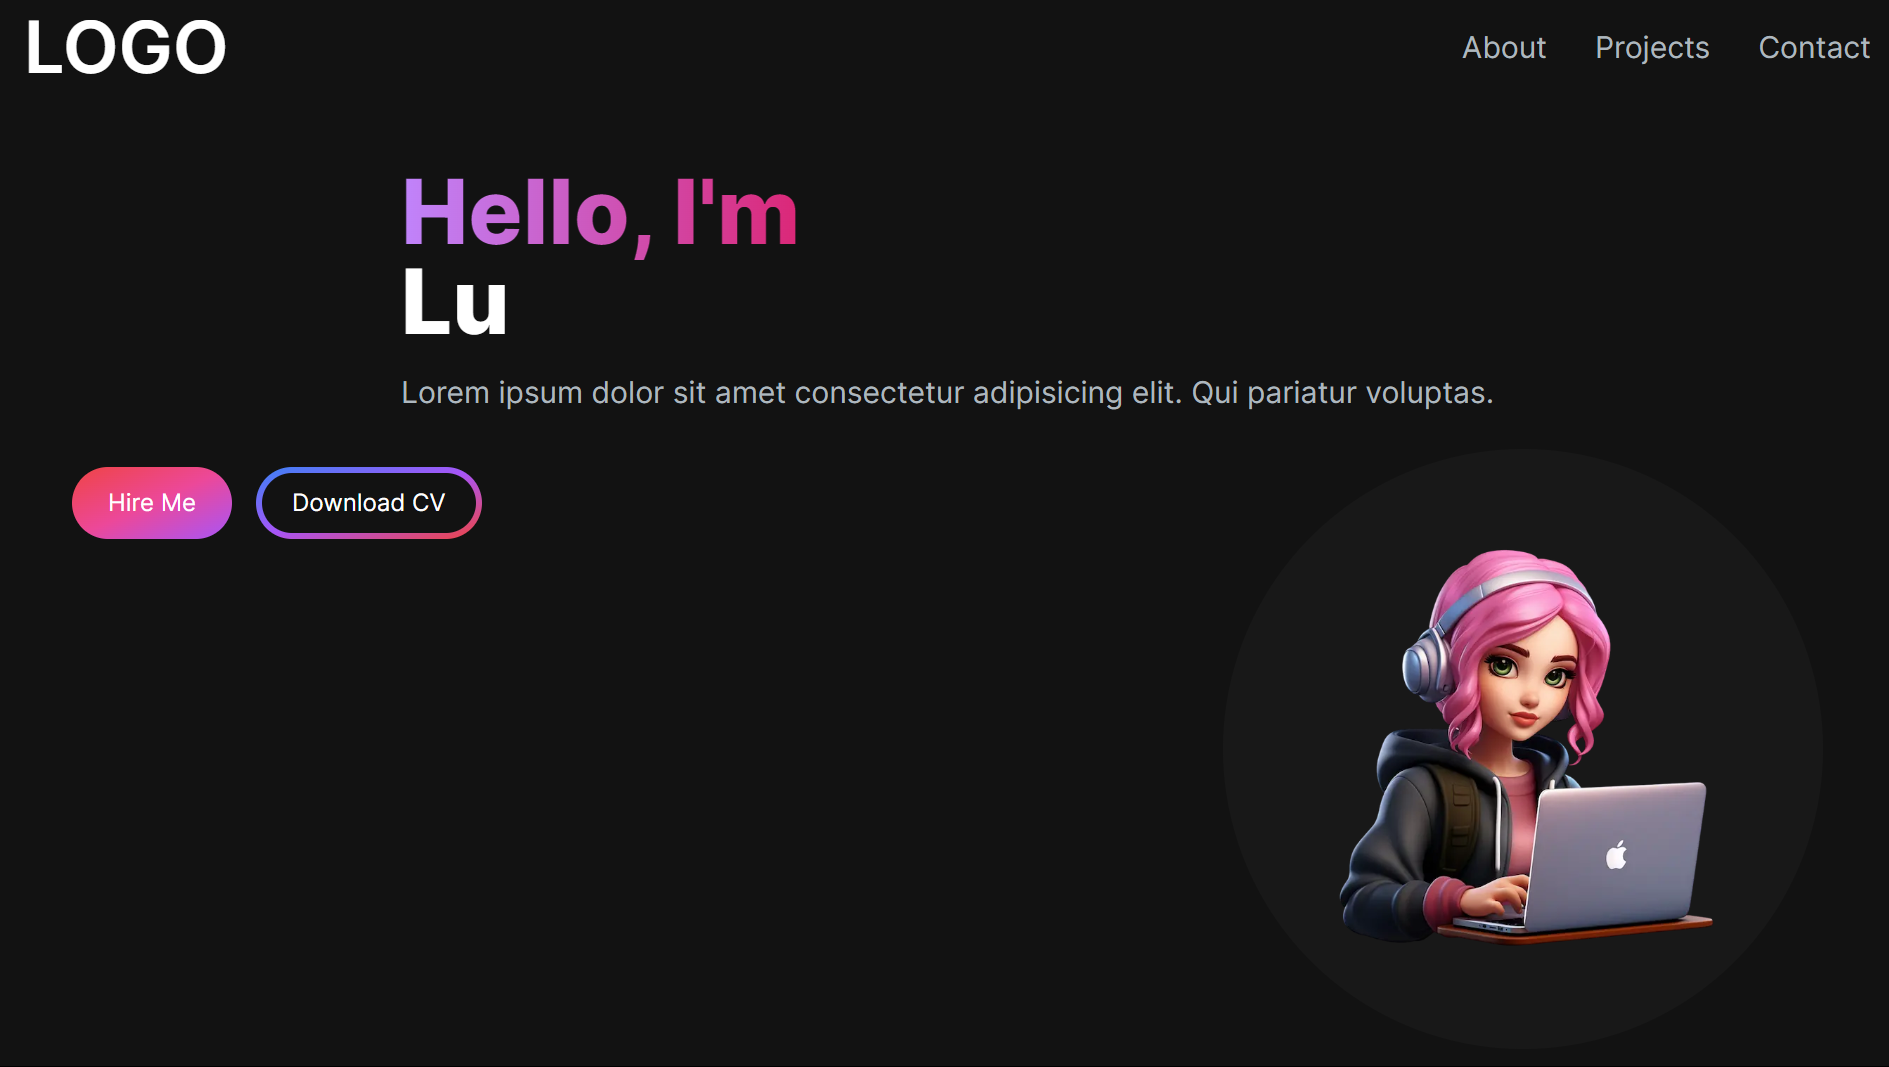 LOGO
About Projects Contact
Hello, I'm
Lu
Lorem ipsum dolor sit amet consectetur adipisicing elit. Qui pariatur voluptas.
Hire Me
Download CV